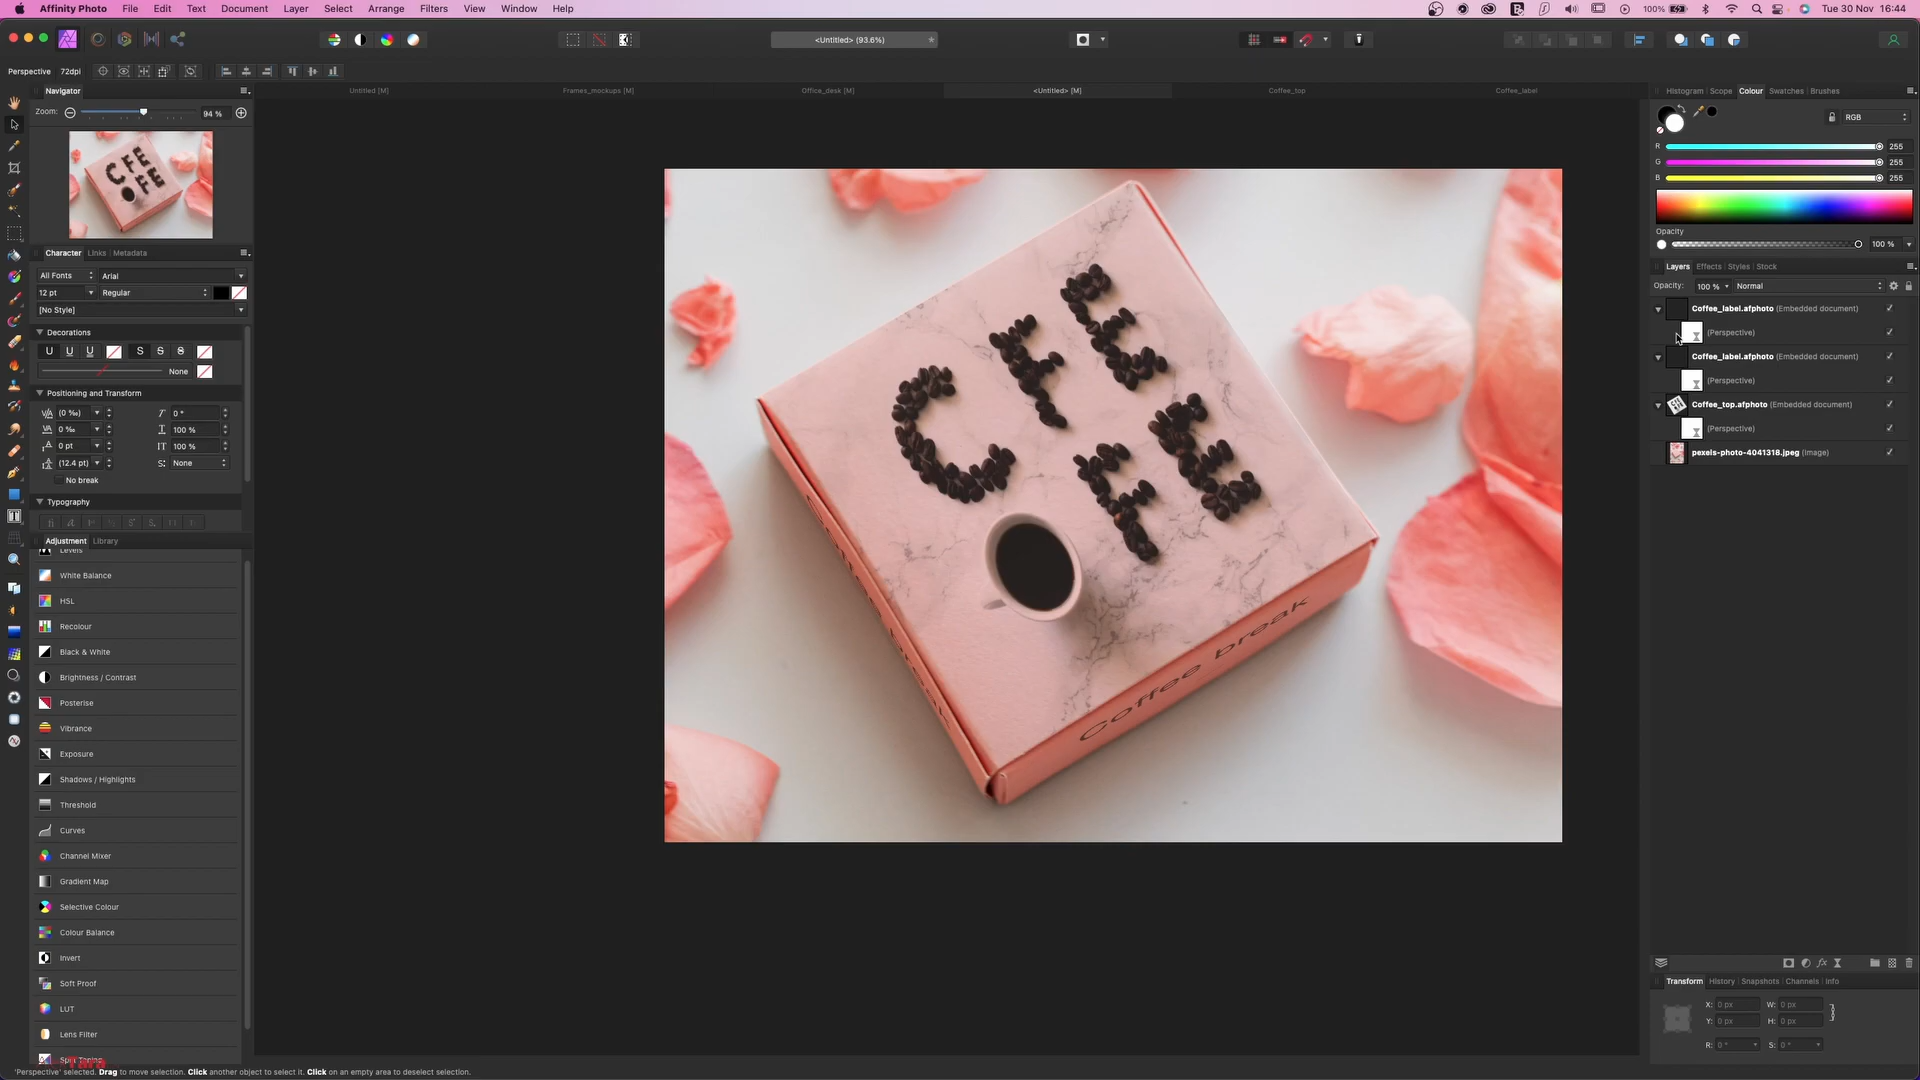 Affinity Photo File Edit Text Document Layer Select Arrange Filters View Window Help 100% Tue 30 Nov 16:44
<Untitled> (93.6%)
Perspective 72dpi
Untitled [M] Frames_mockups [M] Office_desk [M] <Untitled> [M] Coffee_top Coffee_label
Navigator
Zoom: 94 %
Character Links Metadata
All Fonts Arial
12 pt Regular
[No Style]
Decorations
U U U S S S
None
Positioning and Transform
(0 ‰) 0 °
0 ‰ 100 %
0 pt 100 %
(12.4 pt) S: None
No break
Typography
Adjustment Library
Levels
White Balance
HSL
Recolour
Black & White
Brightness / Contrast
Posterise
Vibrance
Exposure
Shadows / Highlights
Threshold
Curves
Channel Mixer
Gradient Map
Selective Colour
Colour Balance
Invert
Soft Proof
LUT
Lens Filter
Split Toning
Tara
C F E
F E
Coffee break
Histogram Scope Colour Swatches Brushes
RGB
R 255
G 255
B 255
Opacity
100 %
Layers Effects Styles Stock
Opacity: 100 % Normal
Coffee_label.afphoto (Embedded document)
(Perspective)
Coffee_label.afphoto (Embedded document)
(Perspective)
Coffee_top.afphoto (Embedded document)
(Perspective)
pexels-photo-4041318.jpeg (Image)
Transform History Snapshots Channels Info
X: 0 px W: 0 px
Y: 0 px H: 0 px
R: 0 ° S: 0 °
'Perspective' selected. Drag to move selection. Click another object to select it. Click on an empty area to deselect selection.